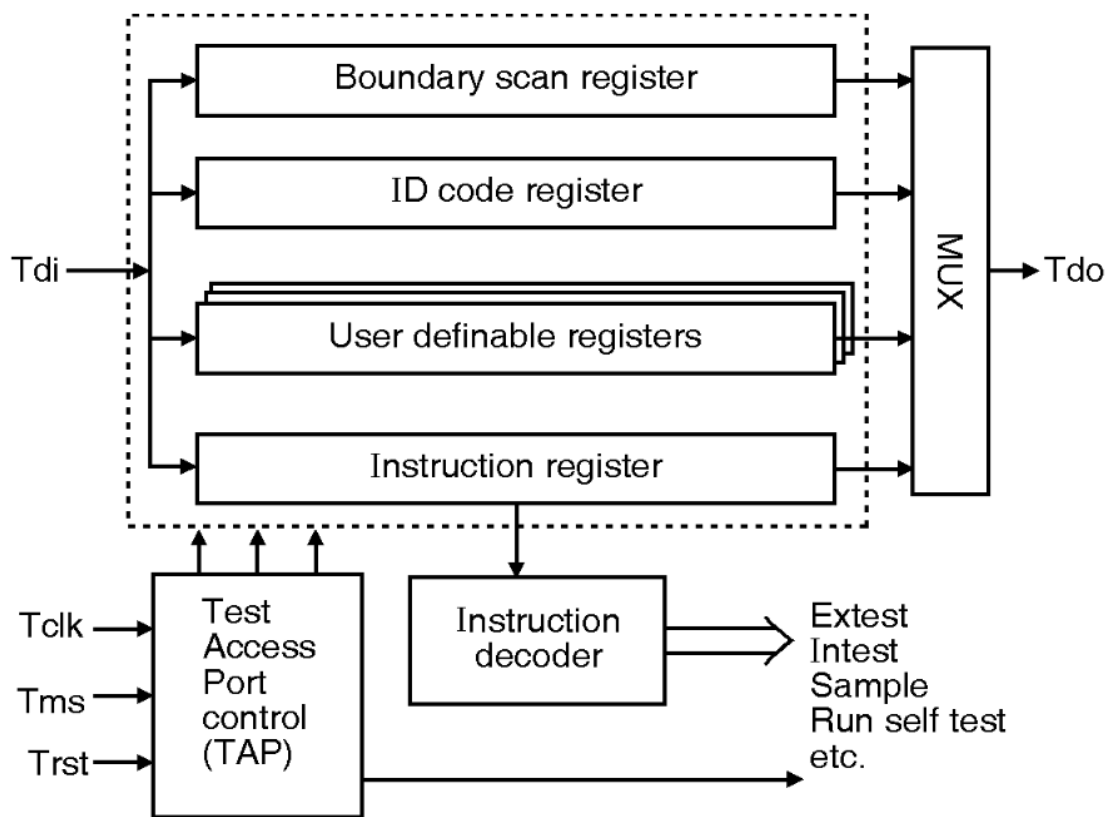 Boundary scan register
ID code register
Tdi
MUX
Tdo
User definable registers
Instruction register
Tclk
Tms
Trst
Test
Access
Port
control
(TAP)
Instruction
decoder
Extest
Intest
Sample
Run self test
etc.